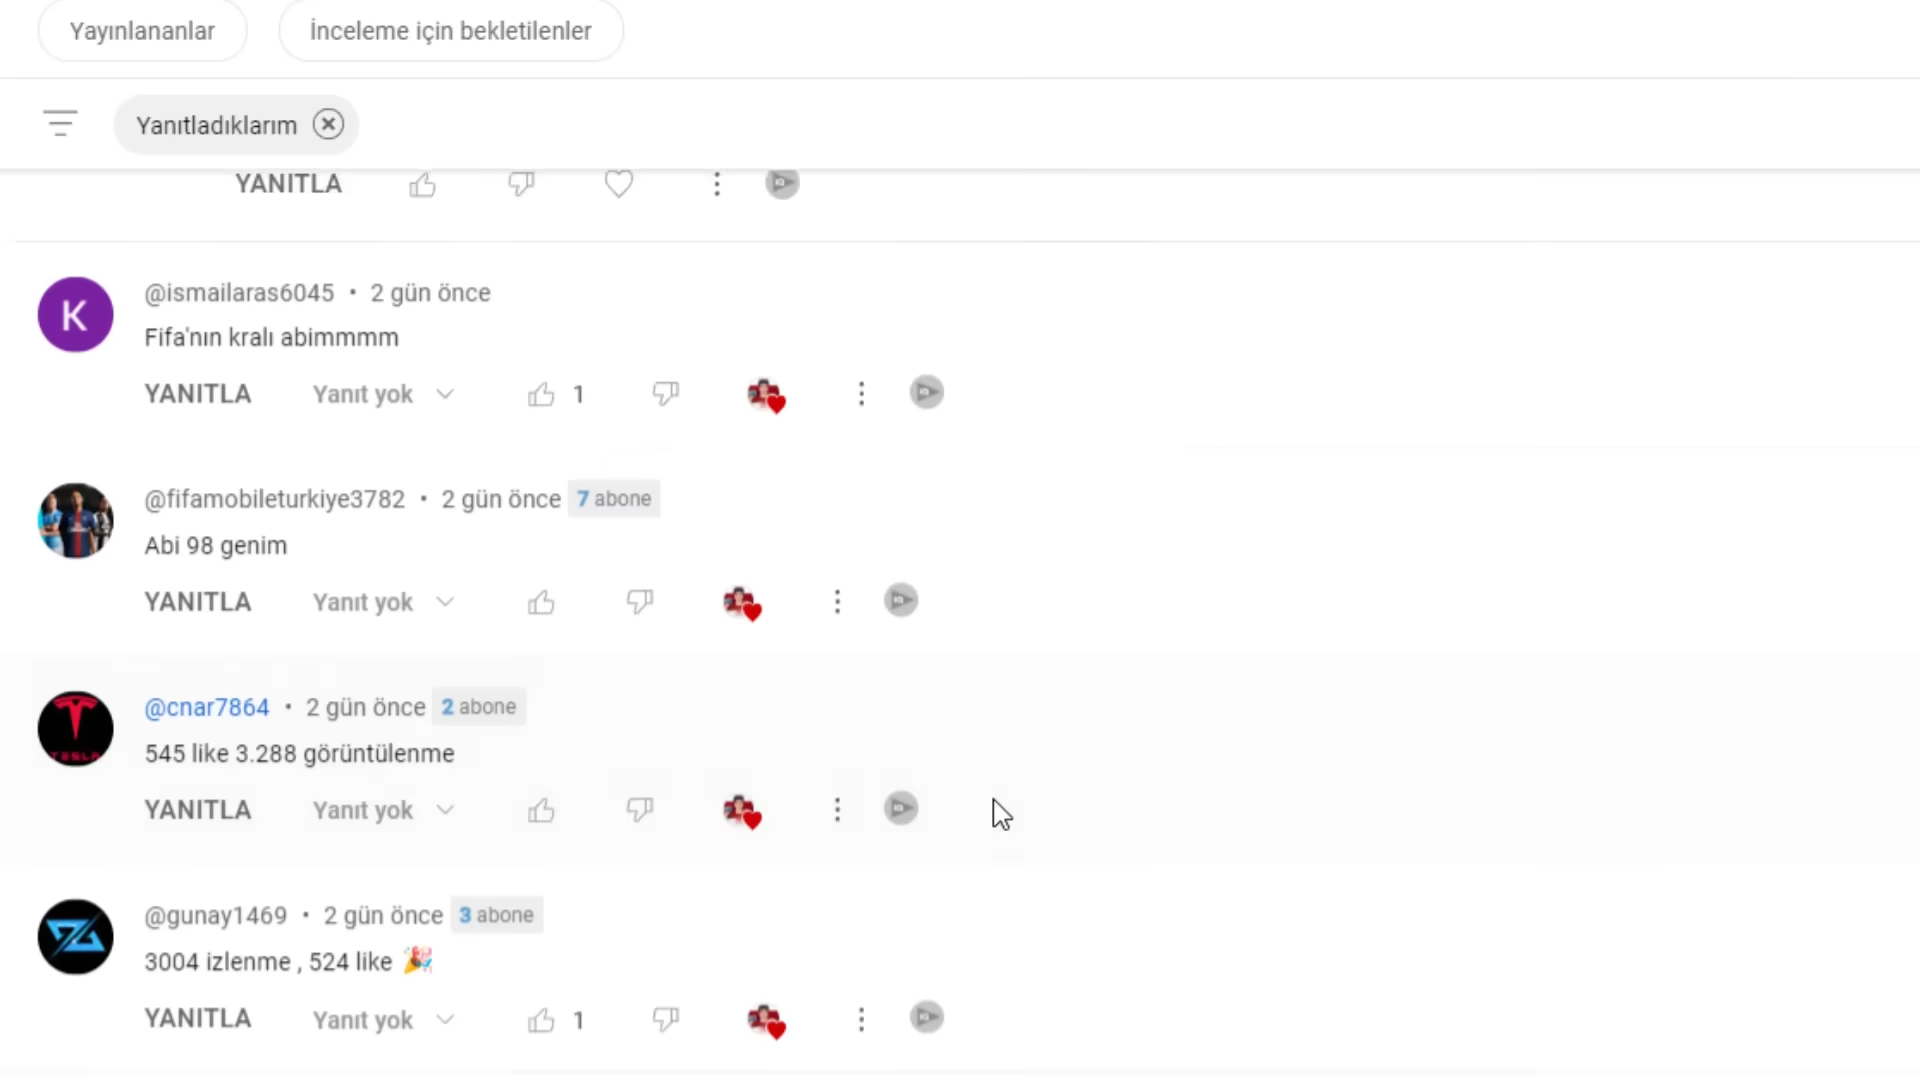 Yayınlananlar
İnceleme için bekletilenler
Yanıtladıklarım
YANITLA
K
@ismailaras6045 • 2 gün önce
Fifa'nın kralı abimmmm
YANITLA Yanıt yok 1
@fifamobileturkiye3782 • 2 gün önce 7 abone
Abi 98 genim
YANITLA Yanıt yok
TESLA
@cnar7864 • 2 gün önce 2 abone
545 like 3.288 görüntülenme
YANITLA Yanıt yok
@gunay1469 • 2 gün önce 3 abone
3004 izlenme , 524 like 🎉
YANITLA Yanıt yok 1